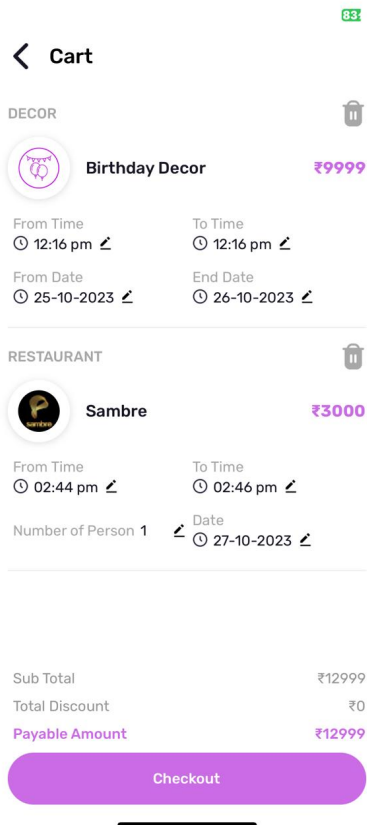 83
Cart
DECOR
Birthday Decor ₹9999
From Time To Time
12:16 pm 12:16 pm
From Date End Date
25-10-2023 26-10-2023
RESTAURANT
sambre Sambre ₹3000
From Time To Time
02:44 pm 02:46 pm
Number of Person 1 Date
27-10-2023
Sub Total ₹12999
Total Discount ₹0
Payable Amount ₹12999
Checkout